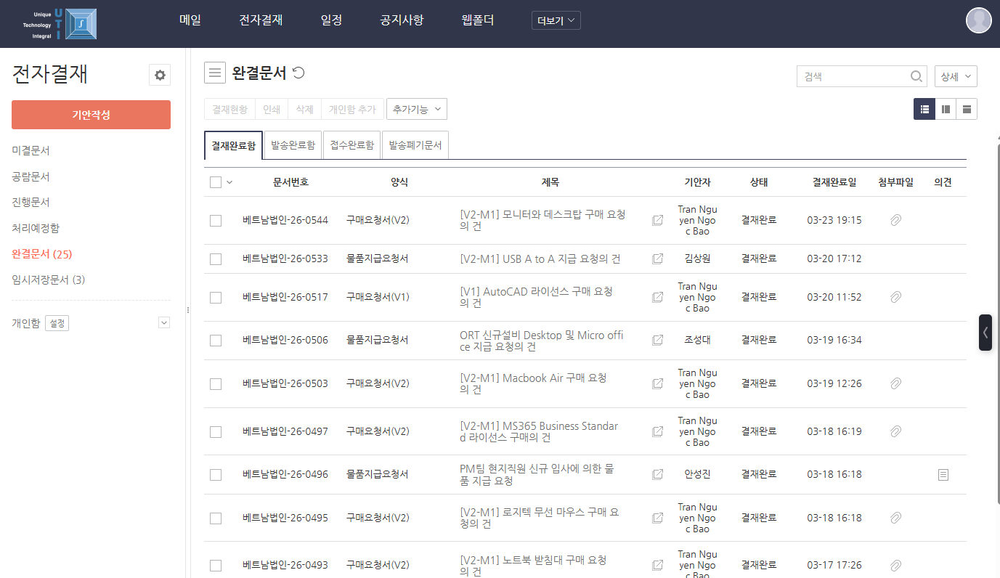 Unique
Technology
Integral
UTI
메일 전자결재 일정 공지사항 웹폴더 더보기
전자결재
기안작성
미결문서
공람문서
진행문서
처리예정함
완결문서 (25)
임시저장문서 (3)
개인함 설정
완결문서
검색 상세
결재현황 인쇄 삭제 개인함 추가 추가기능
결재완료함 발송완료함 접수완료함 발송폐기문서
문서번호 양식 제목 기안자 상태 결재완료일 첨부파일 의견
베트남법인-26-0544 구매요청서(V2) [V2-M1] 모니터와 데스크탑 구매 요청
의 건
Tran Ngu
yen Ngo
c Bao
결재완료 03-23 19:15
베트남법인-26-0533 물품지급요청서 [V2-M1] USB A to A 지급 요청의 건 김상원 결재완료 03-20 17:12
베트남법인-26-0517 구매요청서(V1) [V1] AutoCAD 라이선스 구매 요청
의 건
Tran Ngu
yen Ngo
c Bao
결재완료 03-20 11:52
베트남법인-26-0506 물품지급요청서 ORT 신규설비 Desktop 및 Micro offi
ce 지급 요청의 건
조성대 결재완료 03-19 16:34
베트남법인-26-0503 구매요청서(V2) [V2-M1] Macbook Air 구매 요청
의 건
Tran Ngu
yen Ngo
c Bao
결재완료 03-19 12:26
베트남법인-26-0497 구매요청서(V2) [V2-M1] MS365 Business Standar
d 라이선스 구매의 건
Tran Ngu
yen Ngo
c Bao
결재완료 03-18 16:19
베트남법인-26-0496 물품지급요청서 PM팀 현지직원 신규 입사에 의한 물
품 지급 요청
안성진 결재완료 03-18 16:18
베트남법인-26-0495 구매요청서(V2) [V2-M1] 로지텍 무선 마우스 구매 요
청의 건
Tran Ngu
yen Ngo
c Bao
결재완료 03-18 16:18
베트남법인-26-0493 구매요청서(V2) [V2-M1] 노트북 받침대 구매 요청
의 건
Tran Ngu
yen Ngo
c Bao
결재완료 03-17 17:26